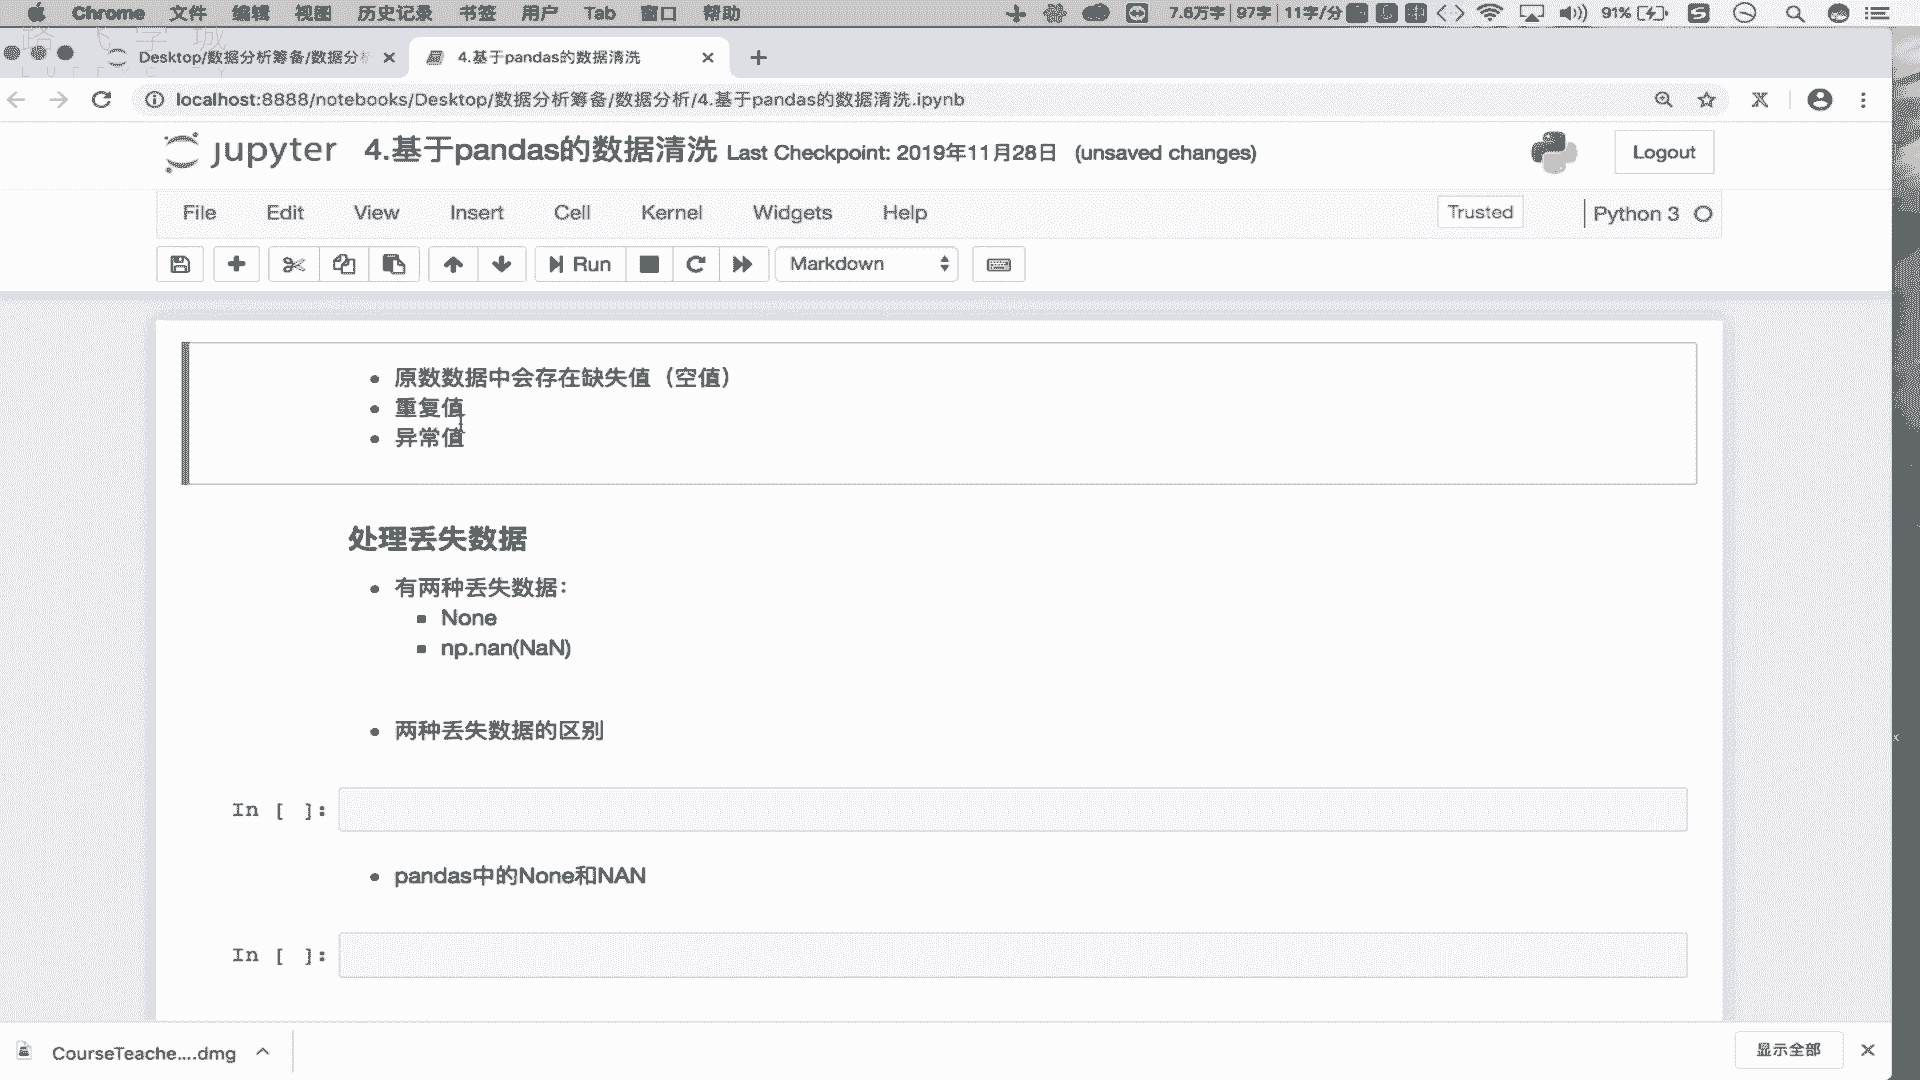 Chrome 文件 编辑 视图 历史记录 书签 用户 Tab 窗口 帮助 7.6万字 97字 11字/分 91%
Desktop/数据分析筹备/数据分析
4.基于pandas的数据清洗
localhost:8888/notebooks/Desktop/数据分析筹备/数据分析/4.基于pandas的数据清洗.ipynb
jupyter 4.基于pandas的数据清洗 Last Checkpoint: 2019年11月28日 (unsaved changes)
Logout
File Edit View Insert Cell Kernel Widgets Help Trusted Python 3
Run Markdown
原数数据中会存在缺失值（空值）
重复值
异常值
处理丢失数据
有两种丢失数据：
None
np.nan(NaN)
两种丢失数据的区别
In [ ]:
pandas中的None和NAN
In [ ]:
CourseTeache....dmg
显示全部